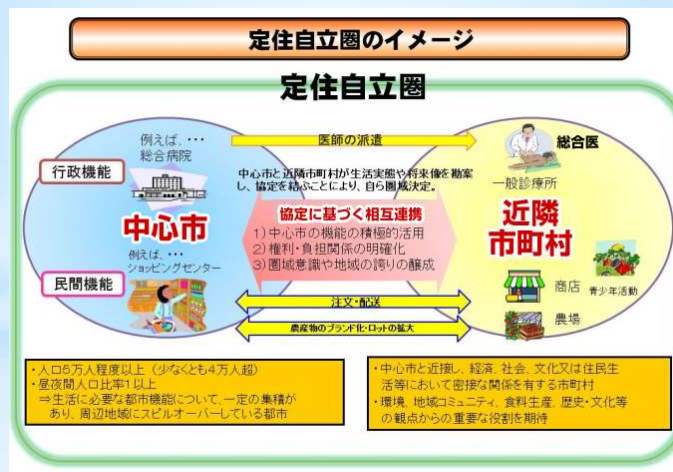 定住自立圏のイメージ
定住自立圏
例えば、・・・
総合病院
行政機能
中心市
例えば、・・・
ショッピングセンター
民間機能
医師の派遣
中心市と近隣市町村が生活実態や将来像を勘案
し、協定を結ぶことにより、自ら圏域決定。
協定に基づく相互連携
1)中心市の機能の積極的活用
2)権利・負担関係の明確化
3)圏域意識や地域の誇りの醸成
注文・配送
農産物のブランド化・ロットの拡大
総合医
一般診療所
近隣
市町村
商店
青少年活動
農場
・人口5万人程度以上 (少なくとも4万人超)
・昼夜間人口比率1以上
⇒生活に必要な都市機能について、一定の集積が
あり、周辺地域にスピルオーバーしている都市
・中心市と近接し、経済、社会、文化又は住民生
活等において密接な関係を有する市町村
・環境、地域コミュニティ、食料生産、歴史・文化等
の観点からの重要な役割を期待